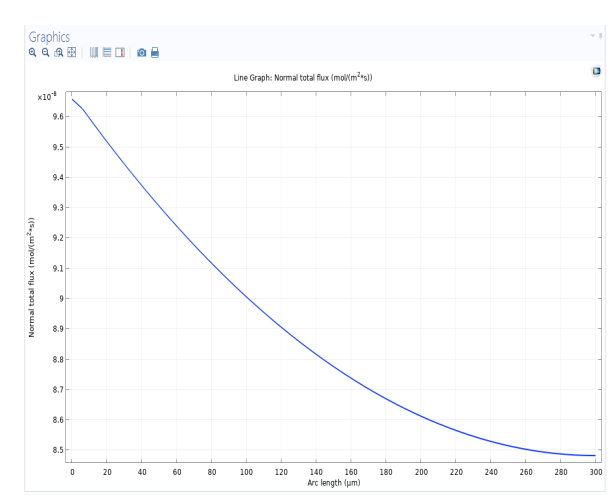 Graphics
Line Graph: Normal total flux (mol/(m²*s))
×10⁻⁸
9.6
9.5
9.4
9.3
9.2
9.1
9
8.9
8.8
8.7
8.6
8.5
Normal total flux (mol/(m²*s))
0 20 40 60 80 100 120 140 160 180 200 220 240 260 280 300
Arc length (µm)